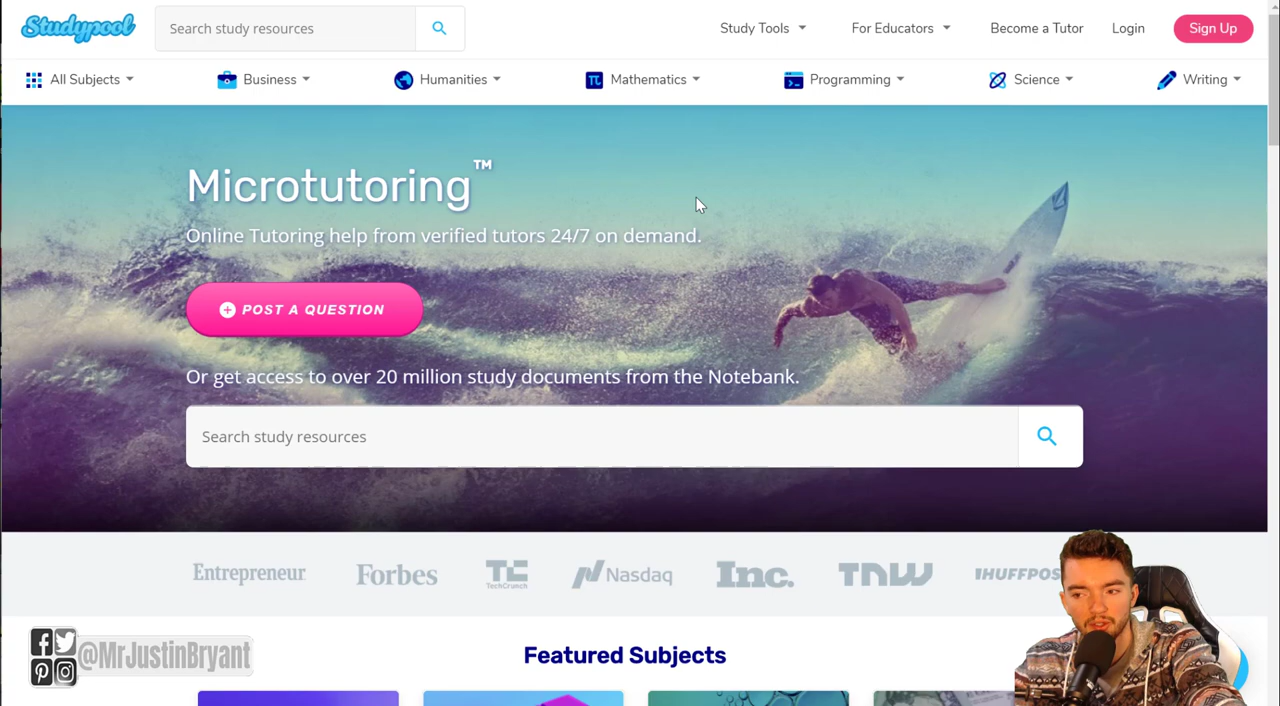 Studypool
Search study resources
Study Tools For Educators Become a Tutor Login Sign Up
All Subjects Business Humanities Mathematics Programming Science Writing
Microtutoring™
Online Tutoring help from verified tutors 24/7 on demand.
POST A QUESTION
Or get access to over 20 million study documents from the Notebank.
Search study resources
Entrepreneur Forbes TC TechCrunch Nasdaq Inc. TNW HUFFPOS
Featured Subjects
@MrJustinBryant